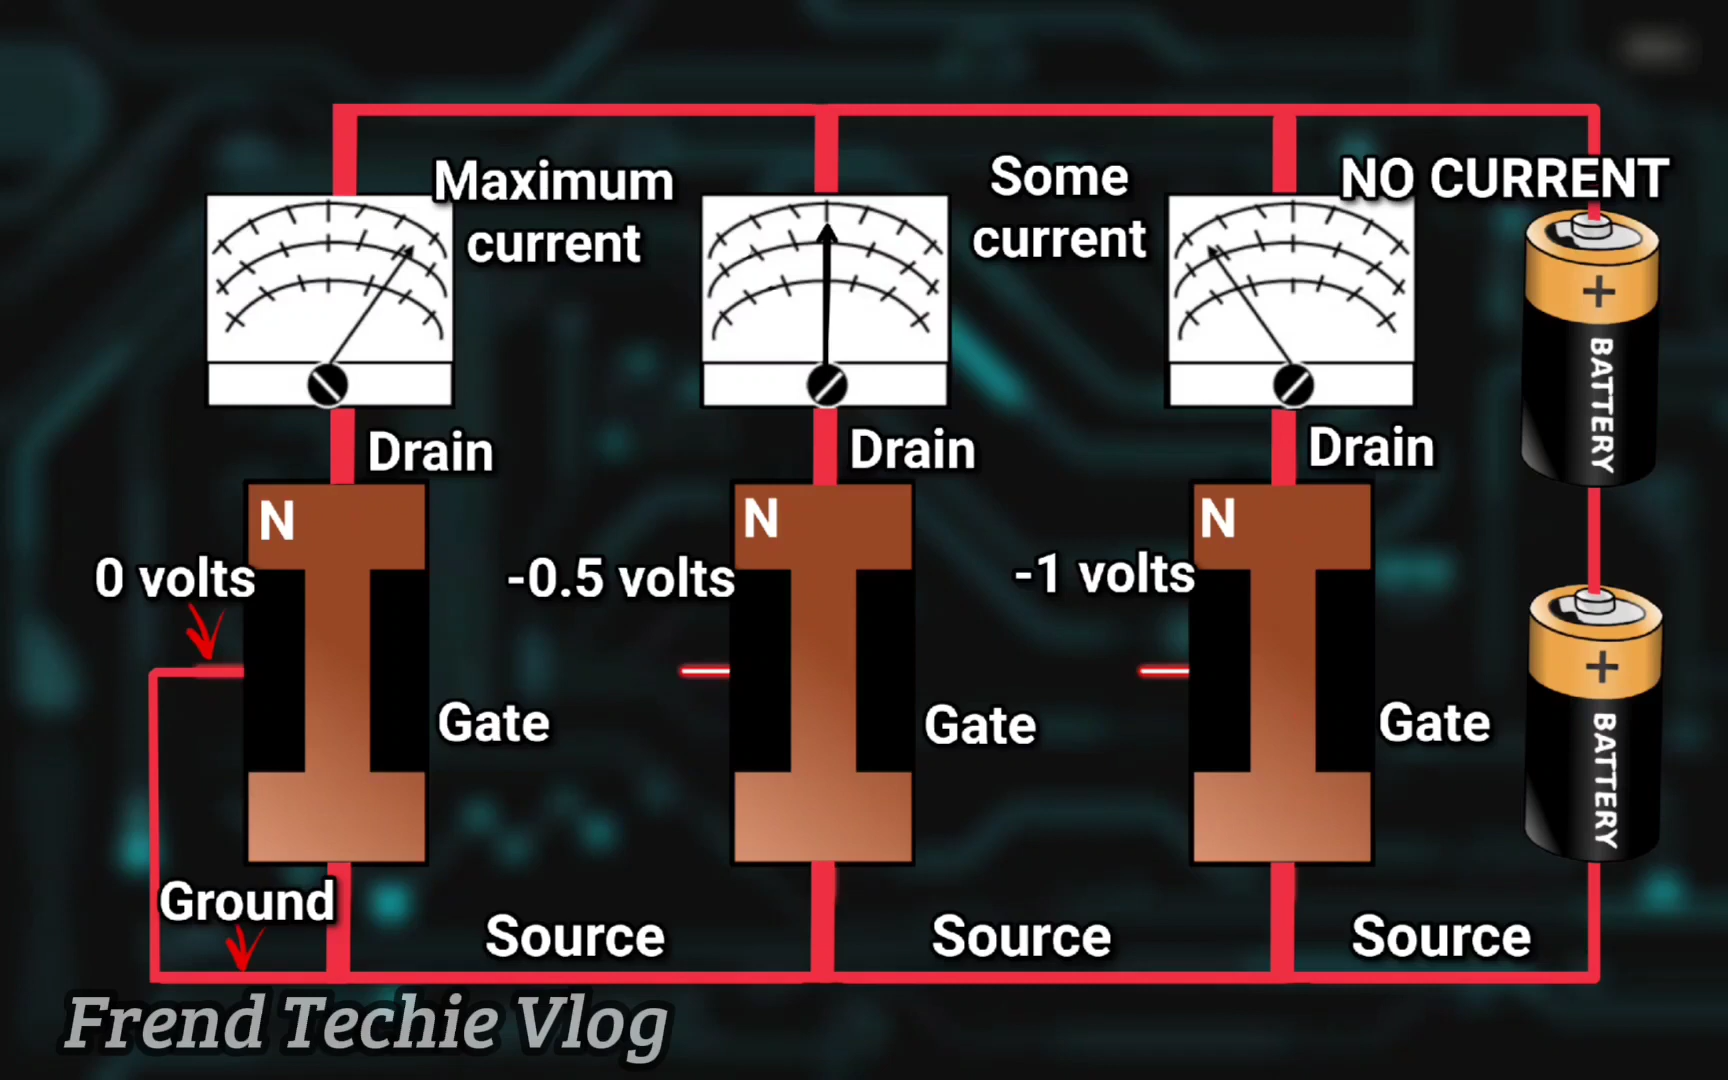 Maximum
current
Some
current
NO CURRENT
+
BATTERY
Drain
Drain
Drain
N
N
N
0 volts
-0.5 volts
-1 volts
Gate
Gate
Gate
+
BATTERY
Ground
Source
Source
Source
Frend Techie Vlog